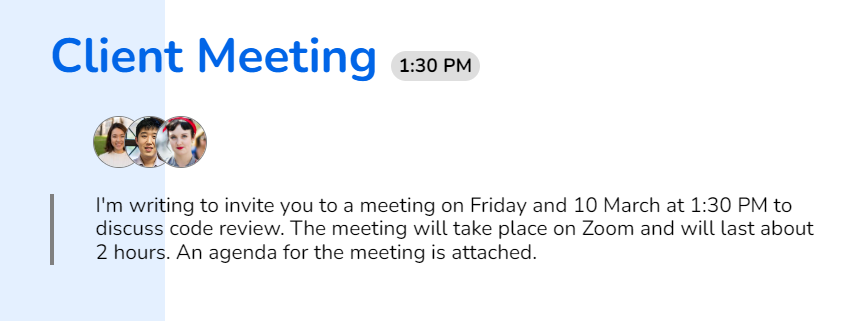 Client Meeting 1:30 PM
I'm writing to invite you to a meeting on Friday and 10 March at 1:30 PM to
discuss code review. The meeting will take place on Zoom and will last about
2 hours. An agenda for the meeting is attached.